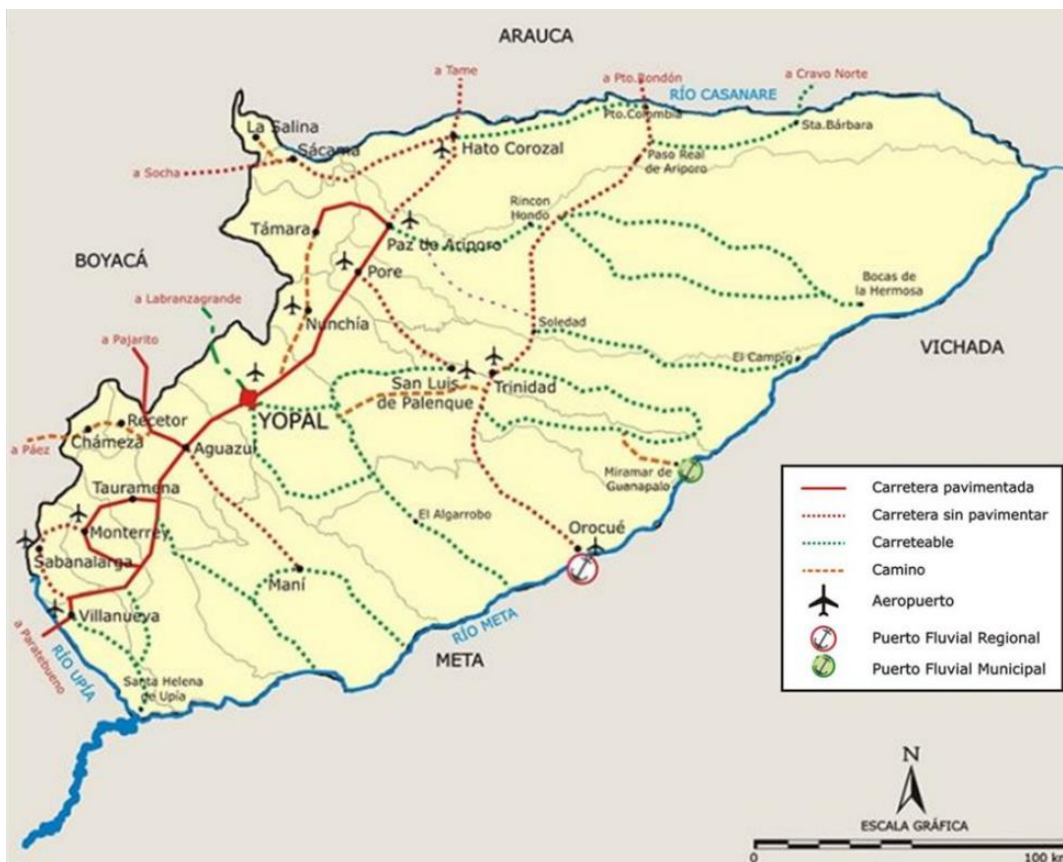 ARAUCA
a Tame
a Pto.Rondón
a Cravo Norte
RÍO CASANARE
Pto.Colombia
Sta.Bárbara
La Salina
Sácama
Hato Corozal
Paso Real
de Ariporo
a Socha
Támara
Rincon
Hondo
Paz de Ariporo
BOYACÁ
Pore
Bocas de
la Hermosa
a Labranzagrande
Nunchía
Soledad
a Pajarito
VICHADA
El Campín
San Luis
de Palenque
Trinidad
YOPAL
Recetor
Chámeza
a Páez
Aguazul
Miramar de
Guanapalo
Tauramena
El Algarrobo
Orocué
Monterrey
Sabanalarga
Maní
Villanueva
a Paratebueno
RÍO UPÍA
RÍO META
META
Santa Helena
de Upía
Carretera pavimentada
Carretera sin pavimentar
Carreteable
Camino
Aeropuerto
Puerto Fluvial Regional
Puerto Fluvial Municipal
N
ESCALA GRÁFICA
0 100 km